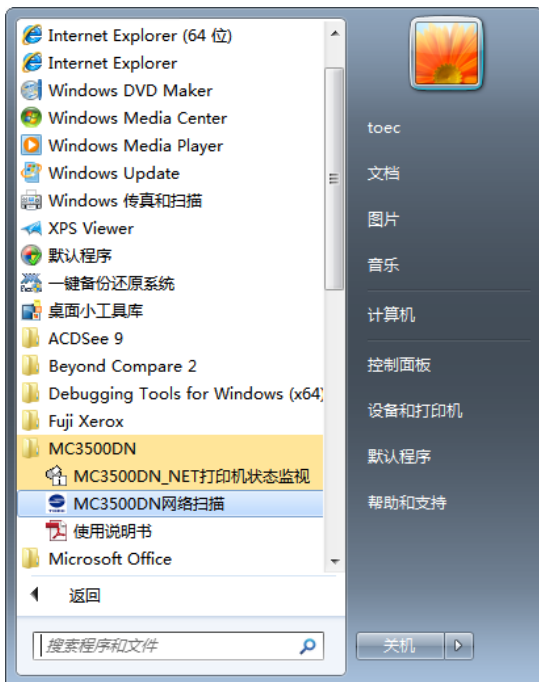 Internet Explorer (64 位)
Internet Explorer
Windows DVD Maker
Windows Media Center
Windows Media Player
Windows Update
Windows 传真和扫描
XPS Viewer
默认程序
一键备份还原系统
桌面小工具库
ACDSee 9
Beyond Compare 2
Debugging Tools for Windows (x64)
Fuji Xerox
MC3500DN
MC3500DN_NET打印机状态监视
MC3500DN网络扫描
使用说明书
Microsoft Office
返回
搜索程序和文件
toec
文档
图片
音乐
计算机
控制面板
设备和打印机
默认程序
帮助和支持
关机